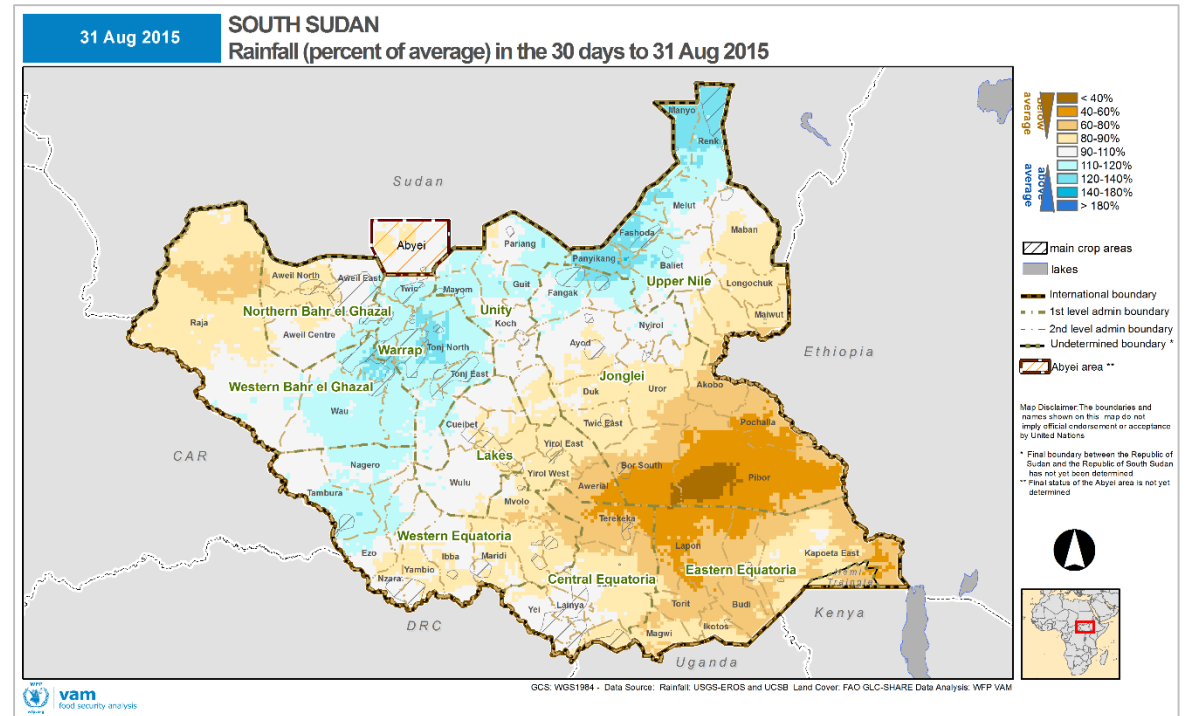 31 Aug 2015
SOUTH SUDAN
Rainfall (percent of average) in the 30 days to 31 Aug 2015
below average
above average
< 40%
40-60%
60-80%
80-90%
90-110%
110-120%
120-140%
140-180%
> 180%
main crop areas
lakes
International boundary
1st level admin boundary
2nd level admin boundary
Undetermined boundary *
Abyei area **
Map Disclaimer:The boundaries and
names shown on this map do not
imply official endorsement or acceptance
by United Nations
* Final boundary between the Republic of
Sudan and the Republic of South Sudan
has not yet been determined
** Final status of the Abyei area is not yet
determined
Manyo
Renk
Sudan
Melut
Fashoda
Maban
Abyei
Pariang
Panyikang
Baliet
Aweil North
Aweil East
Twic
Mayom
Guit
Fangak
Upper Nile
Longochuk
Northern Bahr el Ghazal
Unity
Maiwut
Raja
Aweil Centre
Koch
Nyirol
Warrap
Tonj North
Ayod
Ethiopia
Tonj East
Jonglei
Western Bahr el Ghazal
Duk
Uror
Akobo
Wau
Cueibet
Twic East
Pochalla
CAR
Lakes
Yirol East
Nagero
Yirol West
Bor South
Pibor
Tambura
Wulu
Mvolo
Awerial
Terekeka
Western Equatoria
Lapon
Ezo
Ibba
Maridi
Kapoeta East
Yambio
Eastern Equatoria
Nzara
Central Equatoria
Triangle
Yei
Lainya
Torit
Budi
Kenya
DRC
Magwi
Ikotos
Uganda
GCS: WGS1984 - Data Source: Rainfall: USGS-EROS and UCSB Land Cover: FAO GLC-SHARE Data Analysis: WFP VAM
WFP
wfp.org
vam
food security analysis